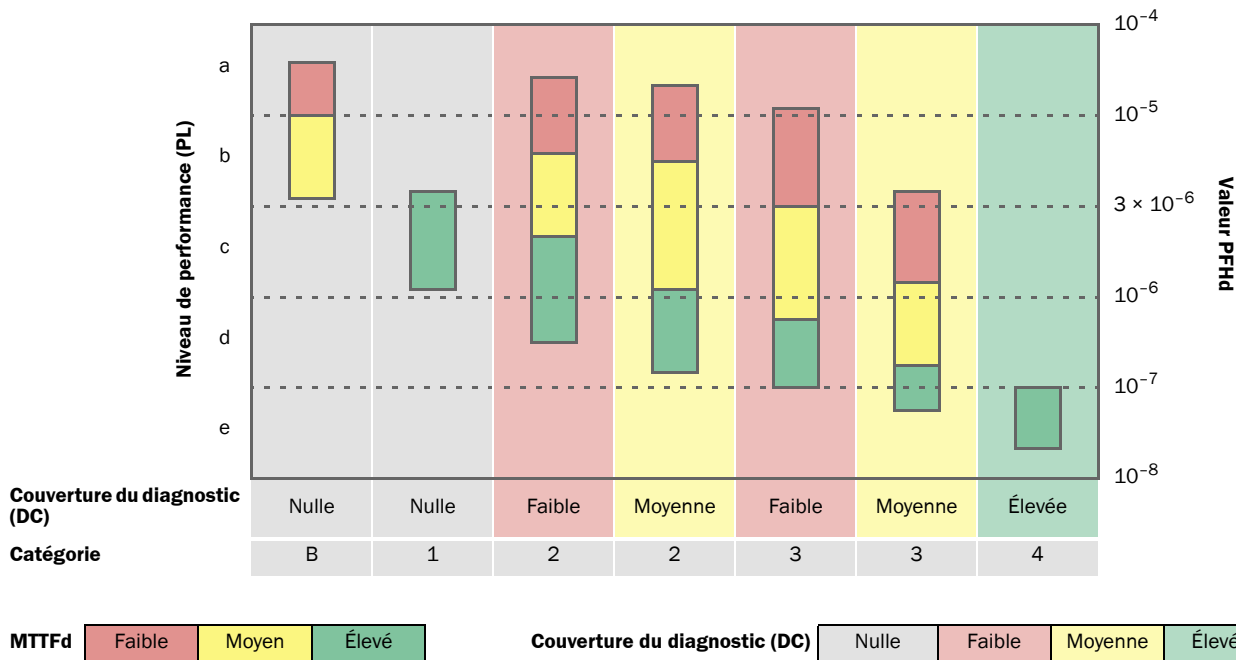 10⁻⁴
a
10⁻⁵
b
3 × 10⁻⁶
c
10⁻⁶
d
10⁻⁷
e
10⁻⁸
Niveau de performance (PL)
Valeur PFHd
Couverture du diagnostic
(DC)
Nulle Nulle Faible Moyenne Faible Moyenne Élevée
Catégorie B 1 2 2 3 3 4
MTTFd Faible Moyen Élevé
Couverture du diagnostic (DC) Nulle Faible Moyenne